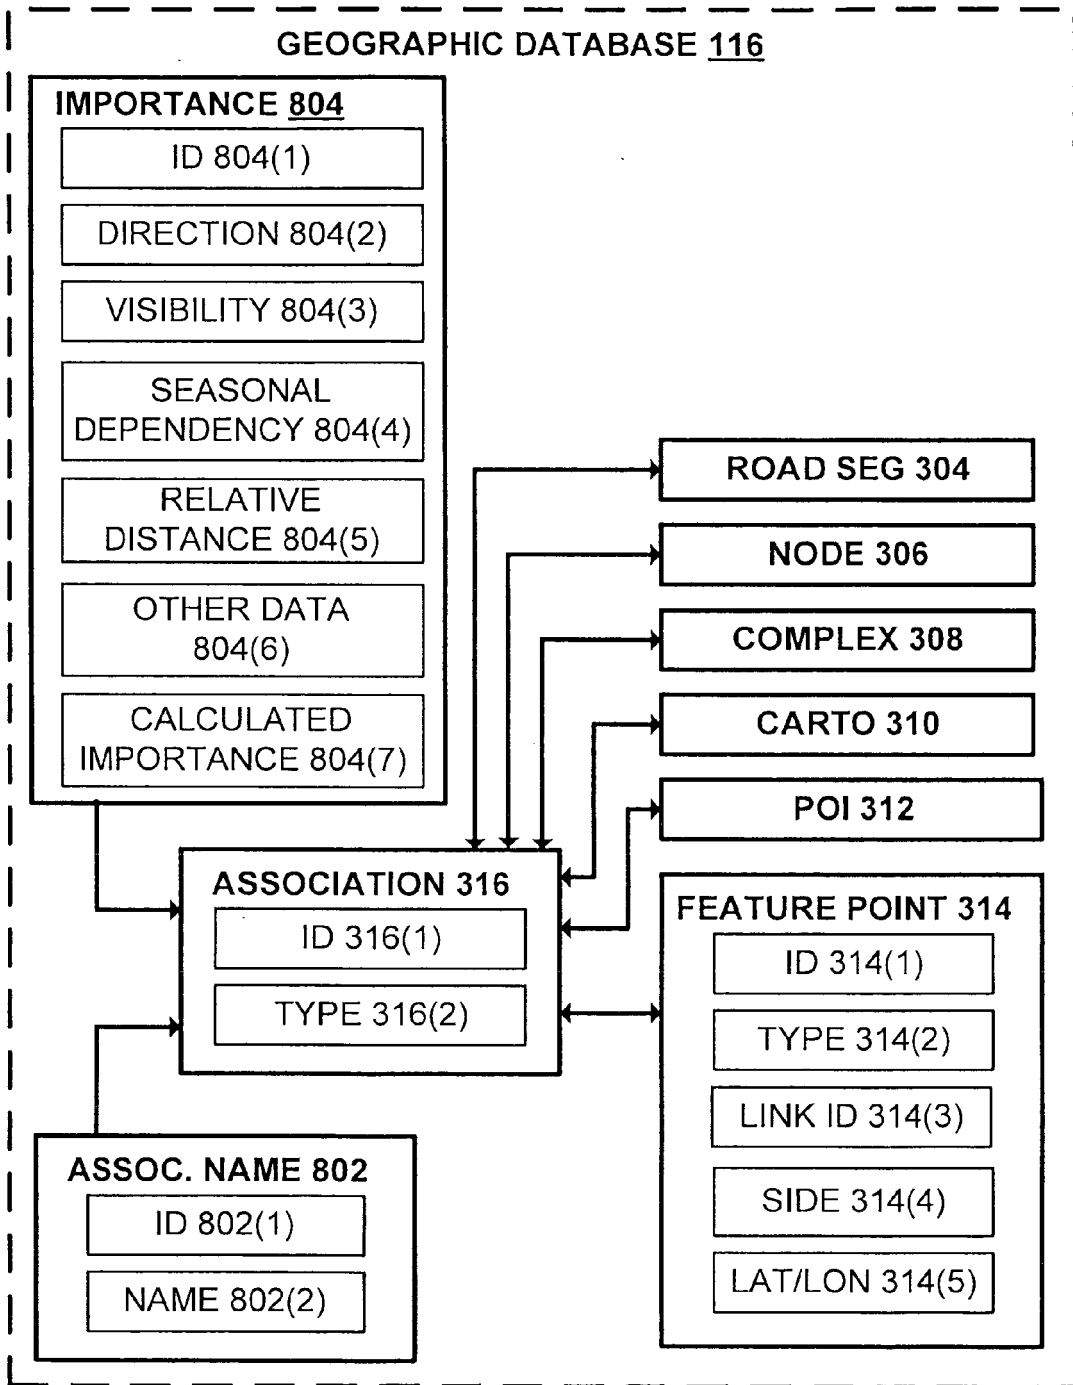 GEOGRAPHIC DATABASE 116
IMPORTANCE 804
ID 804(1)
DIRECTION 804(2)
VISIBILITY 804(3)
SEASONAL
DEPENDENCY 804(4)
RELATIVE
DISTANCE 804(5)
OTHER DATA
804(6)
CALCULATED
IMPORTANCE 804(7)
ROAD SEG 304
NODE 306
COMPLEX 308
CARTO 310
POI 312
ASSOCIATION 316
ID 316(1)
TYPE 316(2)
FEATURE POINT 314
ID 314(1)
TYPE 314(2)
LINK ID 314(3)
SIDE 314(4)
LAT/LON 314(5)
ASSOC. NAME 802
ID 802(1)
NAME 802(2)